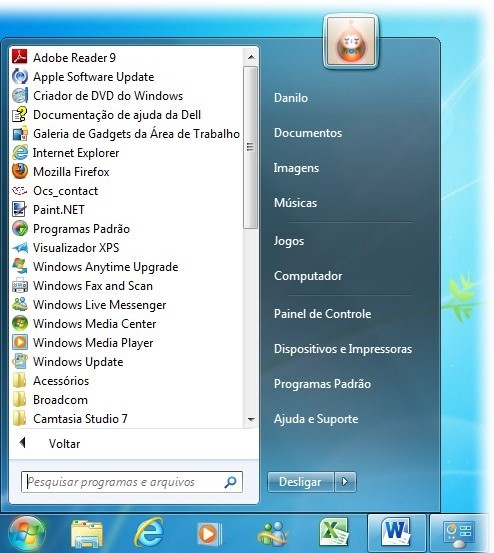 Adobe Reader 9
Apple Software Update
Criador de DVD do Windows
Documentação de ajuda da Dell
Galeria de Gadgets da Área de Trabalho
Internet Explorer
Mozilla Firefox
Ocs_contact
Paint.NET
Programas Padrão
Visualizador XPS
Windows Anytime Upgrade
Windows Fax and Scan
Windows Live Messenger
Windows Media Center
Windows Media Player
Windows Update
Acessórios
Broadcom
Camtasia Studio 7
Voltar
Pesquisar programas e arquivos
Danilo
Documentos
Imagens
Músicas
Jogos
Computador
Painel de Controle
Dispositivos e Impressoras
Programas Padrão
Ajuda e Suporte
Desligar